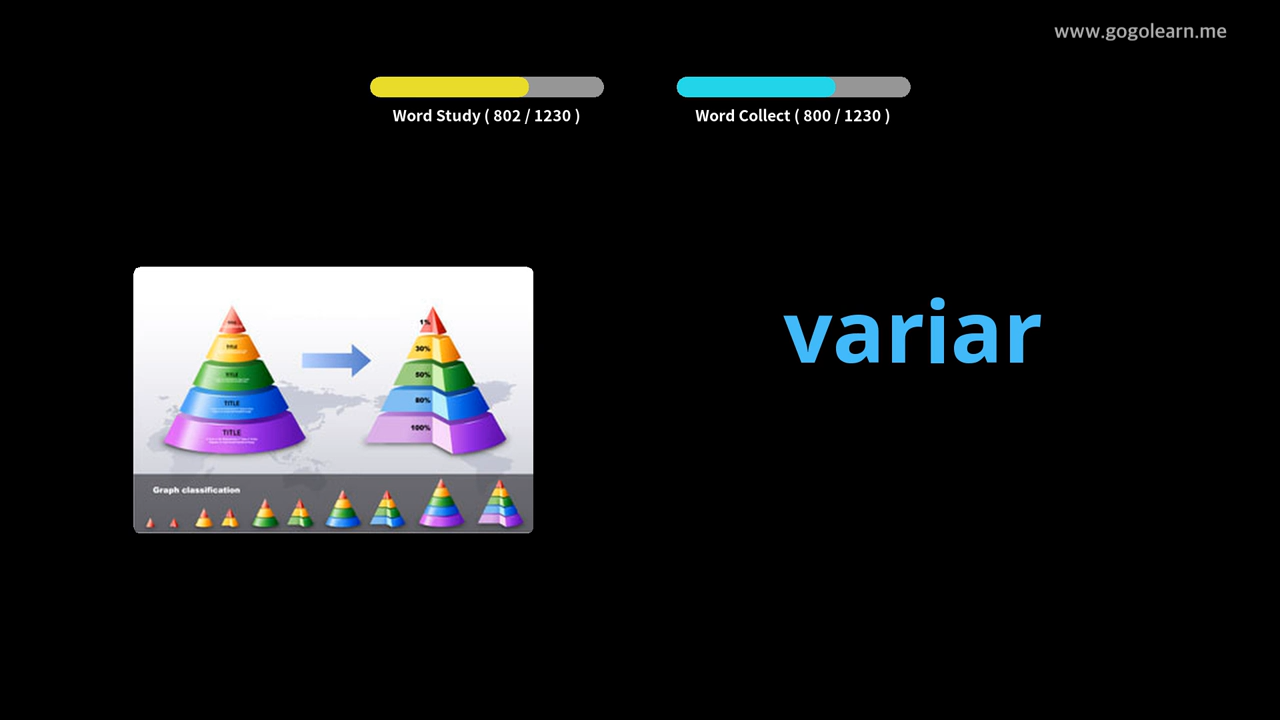 www.gogolearn.me
Word Study ( 802 / 1230 )
Word Collect ( 800 / 1230 )
variar
TITLE
TITLE
TITLE
TITLE
1%
30%
50%
80%
100%
Graph classification